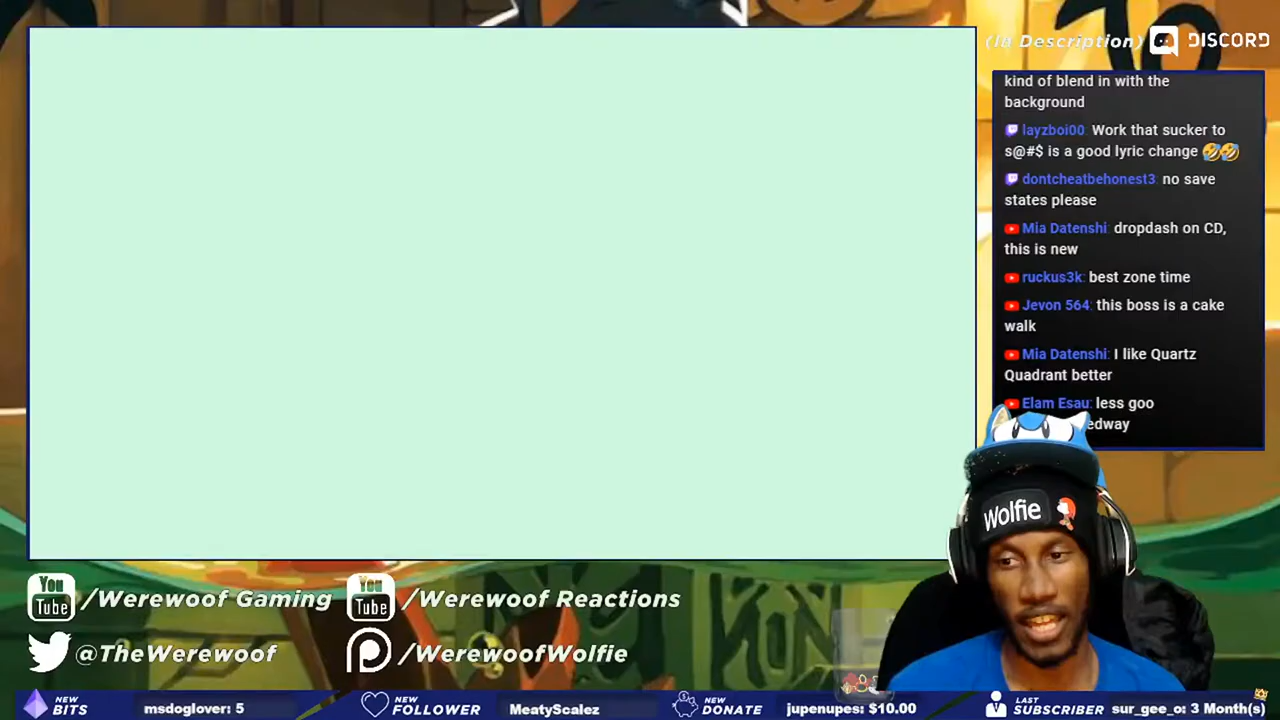 (In Description) DISCORD
kind of blend in with the
background
layzboi00: Work that sucker to
s@#$ is a good lyric change 🤣🤣
dontcheatbehonest3: no save
states please
Mia Datenshi: dropdash on CD,
this is new
ruckus3k: best zone time
Jevon 564: this boss is a cake
walk
Mia Datenshi: I like Quartz
Quadrant better
Elam Esau: less goo
Wolfie
You Tube /Werewoof Gaming
You Tube /Werewoof Reactions
@TheWerewoof
/WerewoofWolfie
NEW BITS msdoglover: 5
NEW FOLLOWER MeatyScalez
NEW DONATE jupenupes: $10.00
LAST SUBSCRIBER sur_gee_o: 3 Month(s)